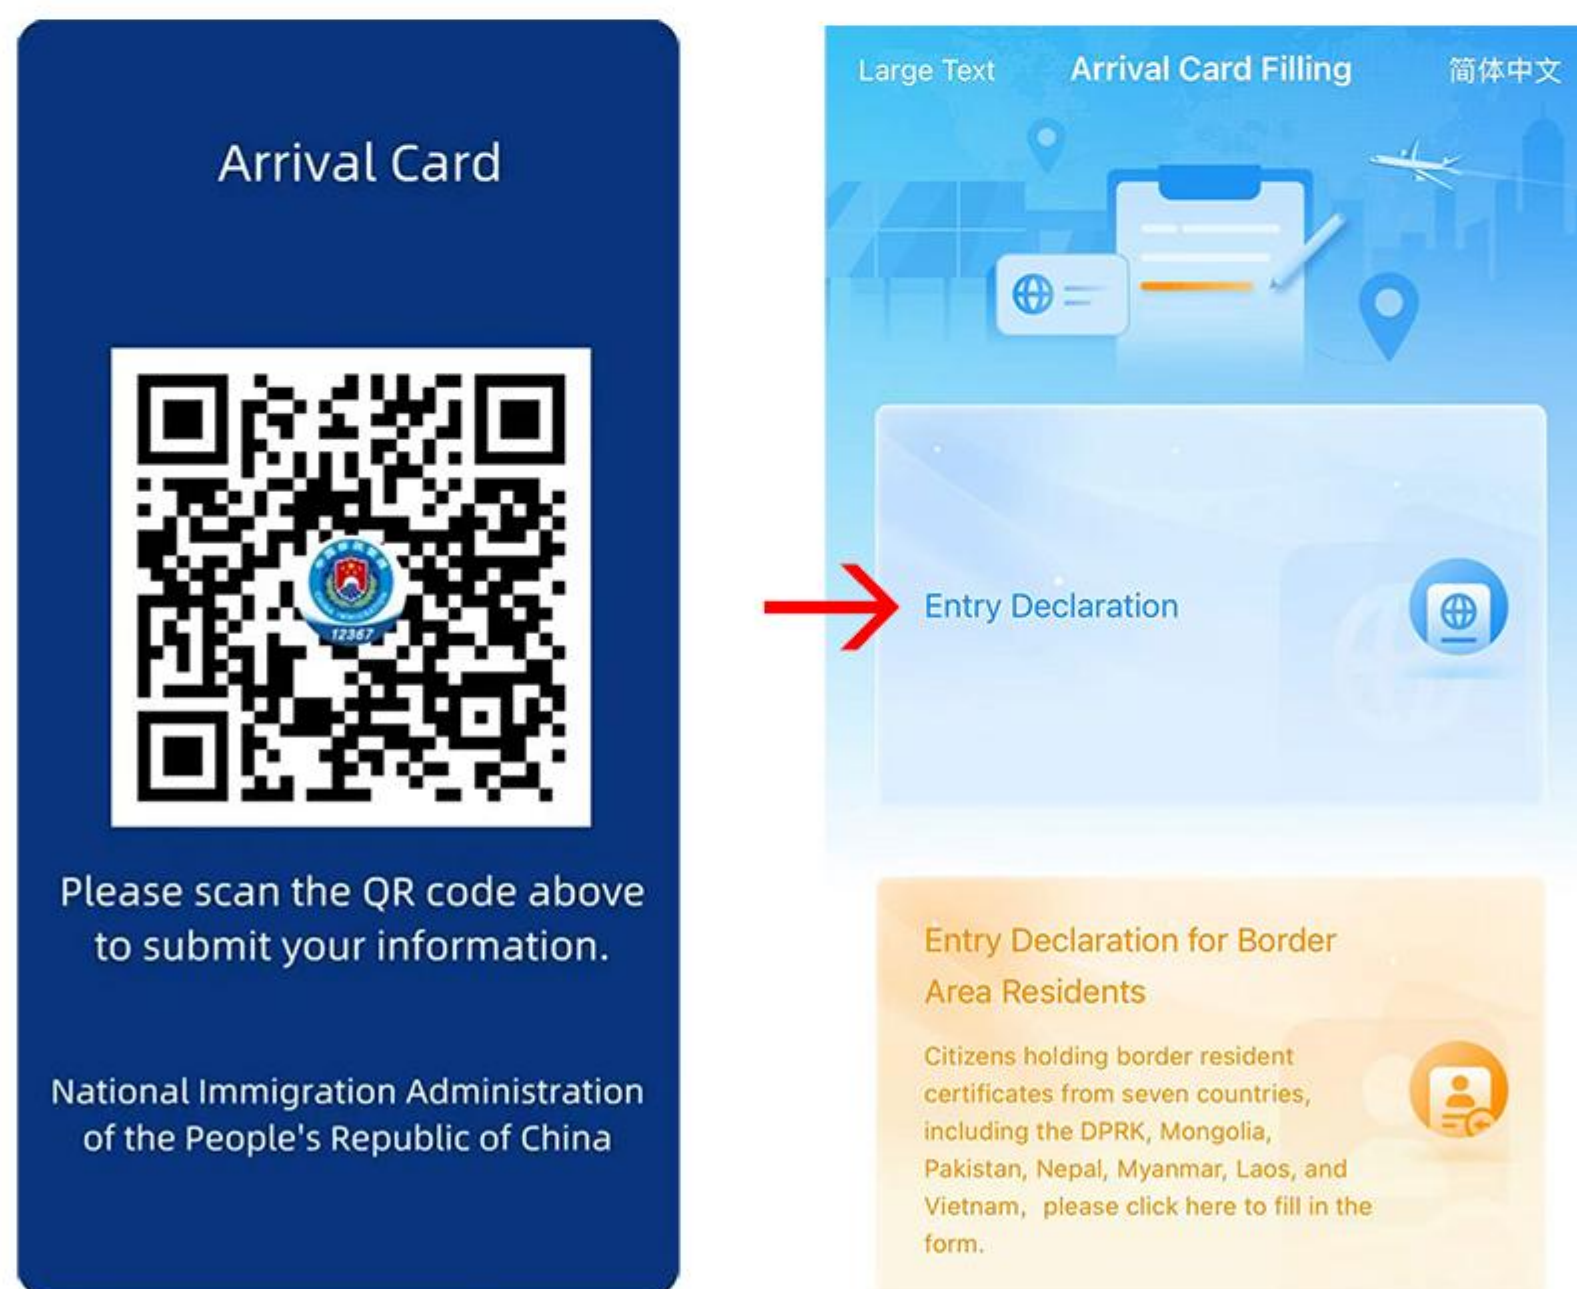 Arrival Card
12367
Please scan the QR code above
to submit your information.
National Immigration Administration
of the People's Republic of China
Large Text
Arrival Card Filling
简体中文
Entry Declaration
Entry Declaration for Border
Area Residents
Citizens holding border resident
certificates from seven countries,
including the DPRK, Mongolia,
Pakistan, Nepal, Myanmar, Laos, and
Vietnam, please click here to fill in the
form.